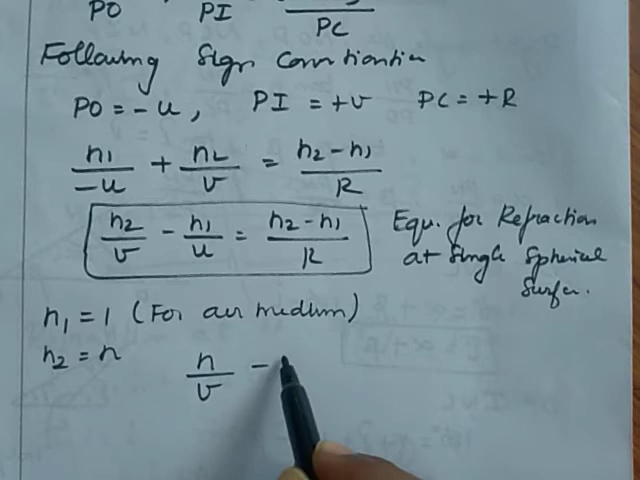 PO PI PC
Following Sign Convention
PO = -u, PI = +v PC = +R
n1/-u + n2/v = n2 - n1/R
n2/v - n1/u = n2 - n1/R
Equ. for Refraction
at Single Spherical
Surface.
n1 = 1 (For air medium)
n2 = n
n/v -